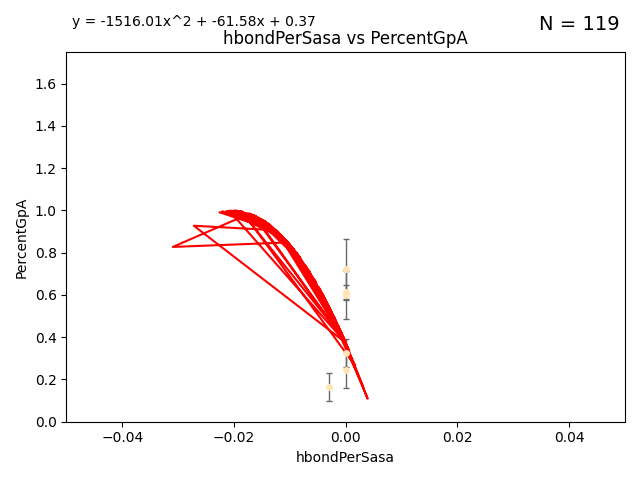 y = -1516.01x^2 + -61.58x + 0.37
N = 119
hbondPerSasa vs PercentGpA
1.6
1.4
1.2
1.0
0.8
0.6
0.4
0.2
0.0
PercentGpA
−0.04
−0.02
0.00
0.02
0.04
hbondPerSasa